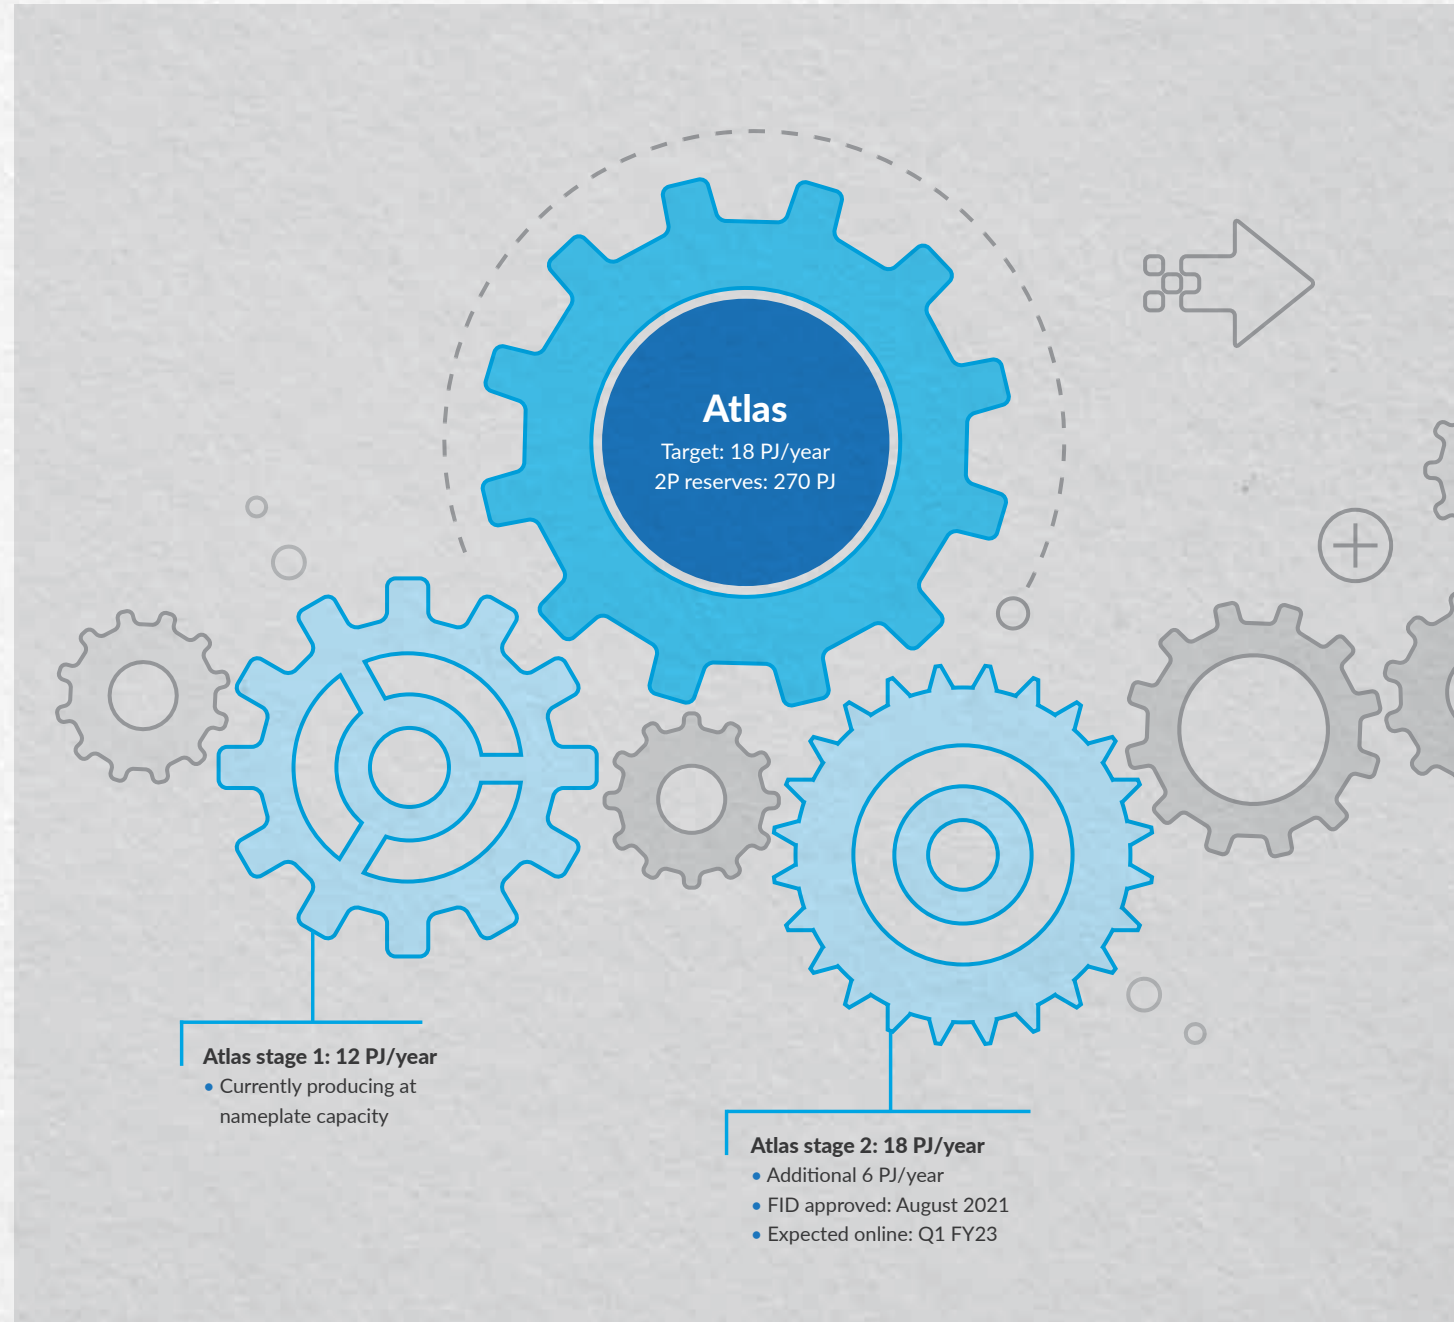 Atlas
Target: 18 PJ/year
2P reserves: 270 PJ
Atlas stage 1: 12 PJ/year
• Currently producing at
nameplate capacity
Atlas stage 2: 18 PJ/year
• Additional 6 PJ/year
• FID approved: August 2021
• Expected online: Q1 FY23